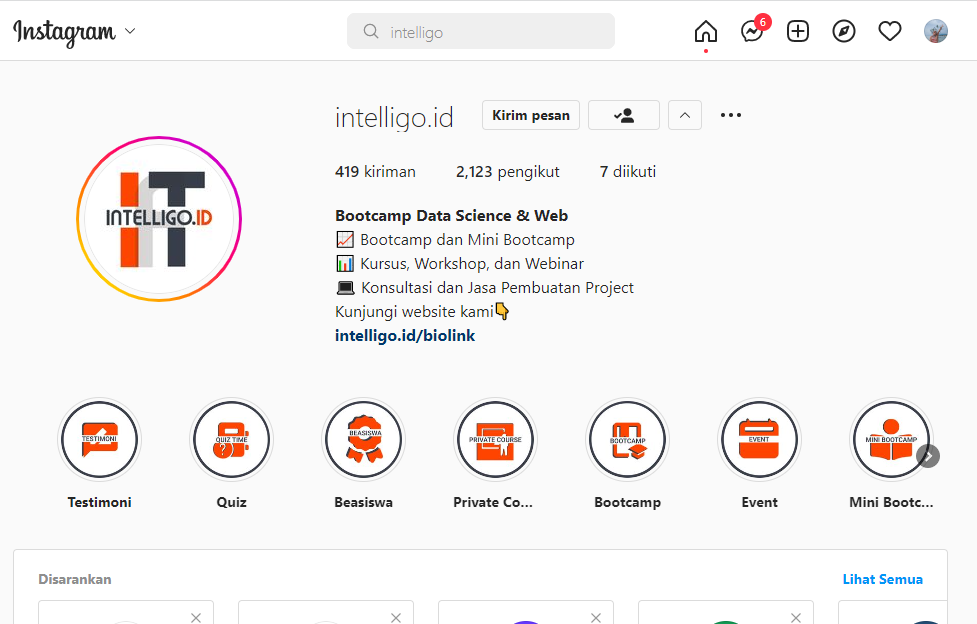 Instagram
intelligo
6
intelligo.id
Kirim pesan
419 kiriman 2,123 pengikut 7 diikuti
INTELLIGO.ID
Bootcamp Data Science & Web
Bootcamp dan Mini Bootcamp
Kursus, Workshop, dan Webinar
Konsultasi dan Jasa Pembuatan Project
Kunjungi website kami
intelligo.id/biolink
TESTIMONI QUIZ TIME BEASISWA PRIVATE COURSE BOOTCAMP EVENT MINI BOOTCAMP
Testimoni Quiz Beasiswa Private Co... Bootcamp Event Mini Bootc...
Disarankan Lihat Semua